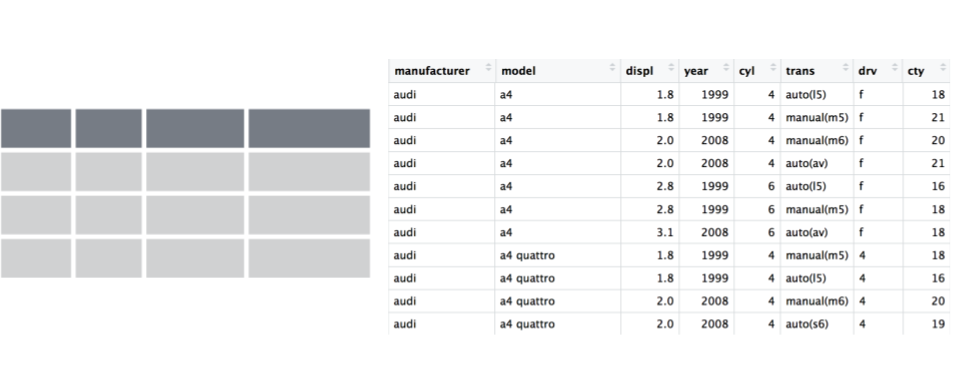 manufacturer model displ year cyl trans drv cty
audi a4 1.8 1999 4 auto(l5) f 18
audi a4 1.8 1999 4 manual(m5) f 21
audi a4 2.0 2008 4 manual(m6) f 20
audi a4 2.0 2008 4 auto(av) f 21
audi a4 2.8 1999 6 auto(l5) f 16
audi a4 2.8 1999 6 manual(m5) f 18
audi a4 3.1 2008 6 auto(av) f 18
audi a4 quattro 1.8 1999 4 manual(m5) 4 18
audi a4 quattro 1.8 1999 4 auto(l5) 4 16
audi a4 quattro 2.0 2008 4 manual(m6) 4 20
audi a4 quattro 2.0 2008 4 auto(s6) 4 19